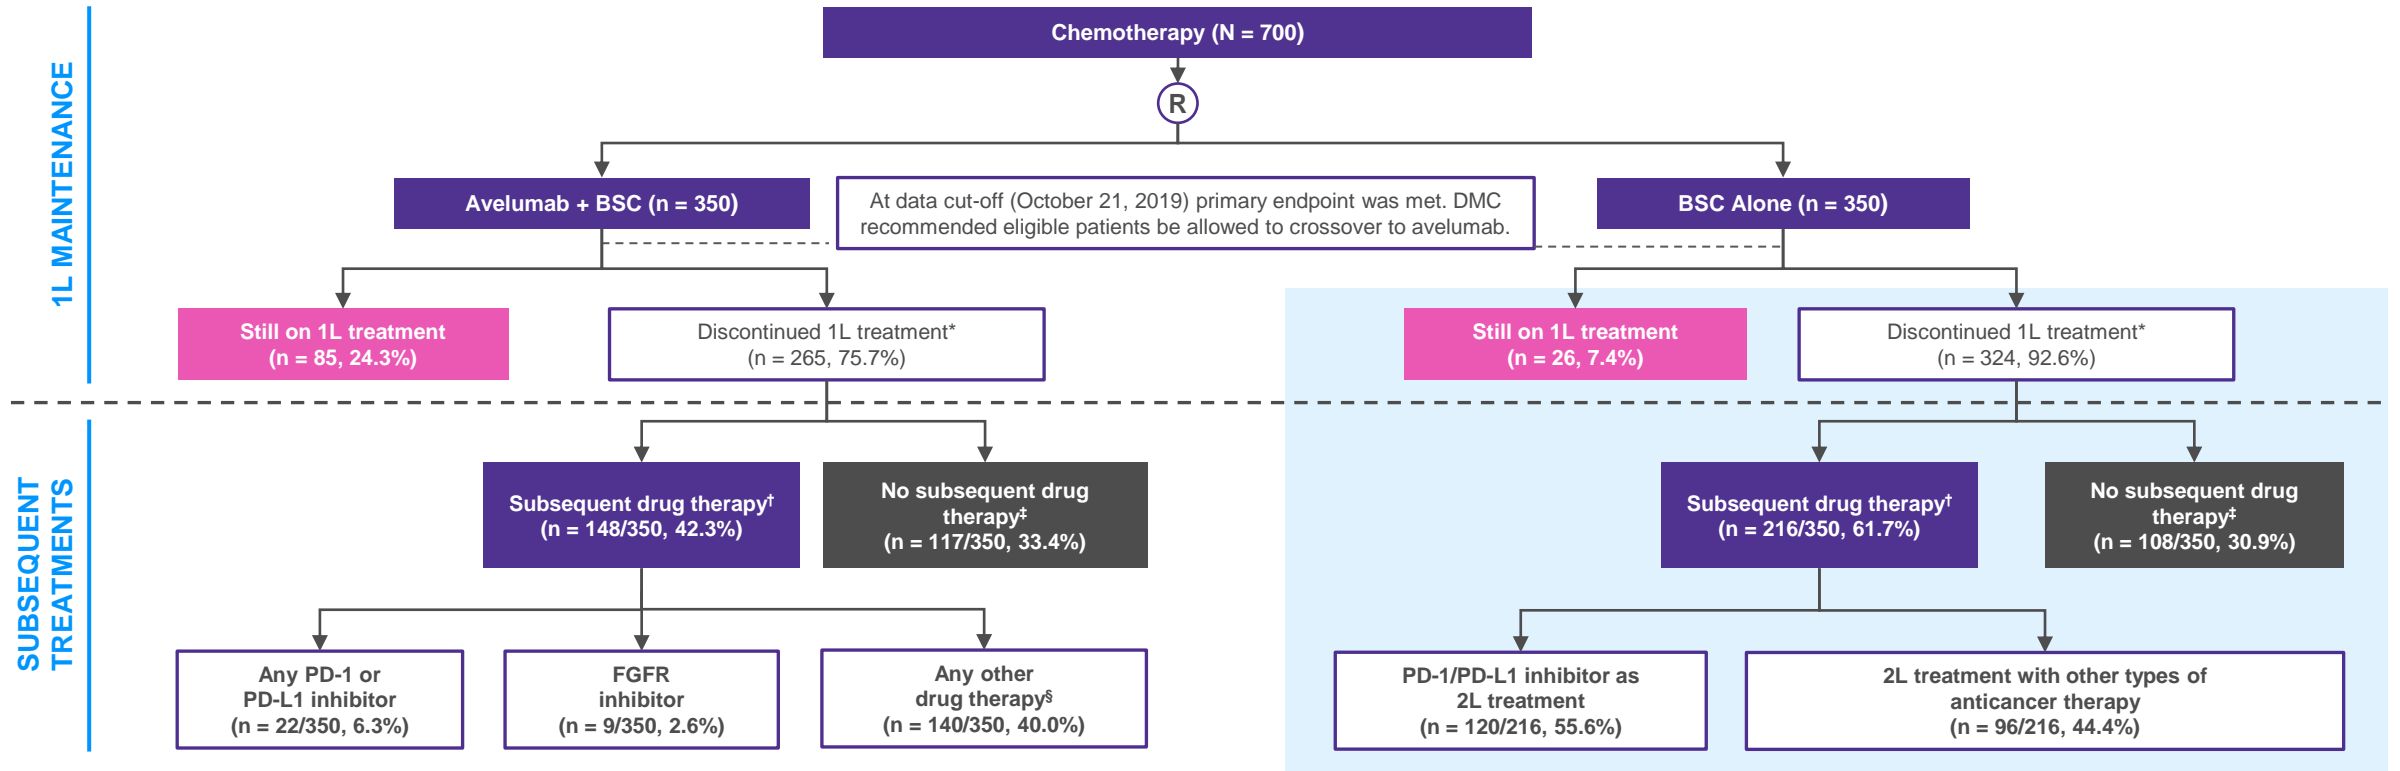 Chemotherapy (N = 700)
R
1L MAINTENANCE
Avelumab + BSC (n = 350)
At data cut-off (October 21, 2019) primary endpoint was met. DMC
recommended eligible patients be allowed to crossover to avelumab.
BSC Alone (n = 350)
Still on 1L treatment
(n = 85, 24.3%)
Discontinued 1L treatment*
(n = 265, 75.7%)
Still on 1L treatment
(n = 26, 7.4%)
Discontinued 1L treatment*
(n = 324, 92.6%)
SUBSEQUENT
TREATMENTS
Subsequent drug therapy†
(n = 148/350, 42.3%)
No subsequent drug
therapy‡
(n = 117/350, 33.4%)
Subsequent drug therapy†
(n = 216/350, 61.7%)
No subsequent drug
therapy‡
(n = 108/350, 30.9%)
Any PD-1 or
PD-L1 inhibitor
(n = 22/350, 6.3%)
FGFR
inhibitor
(n = 9/350, 2.6%)
Any other
drug therapy§
(n = 140/350, 40.0%)
PD-1/PD-L1 inhibitor as
2L treatment
(n = 120/216, 55.6%)
2L treatment with other types of
anticancer therapy
(n = 96/216, 44.4%)